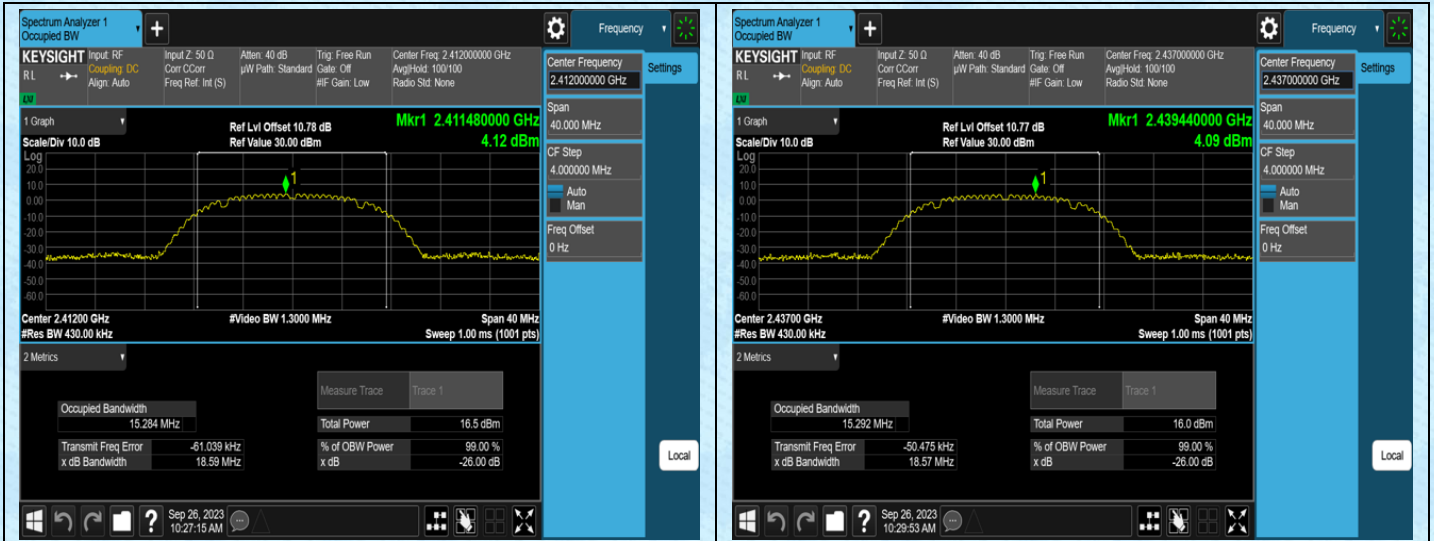 Spectrum Analyzer 1
Occupied BW
Frequency
KEYSIGHT
RL
LXI
Input: RF
Coupling: DC
Align: Auto
Input Z: 50 Ω
Corr CCorr
Freq Ref: Int (S)
Atten: 40 dB
µW Path: Standard
Trig: Free Run
Gate: Off
#IF Gain: Low
Center Freq: 2.412000000 GHz
Avg|Hold: 100/100
Radio Std: None
Center Frequency
2.412000000 GHz
Settings
Span
40.000 MHz
CF Step
4.000000 MHz
Auto
Man
Freq Offset
0 Hz
Local
1 Graph
Scale/Div 10.0 dB
Ref Lvl Offset 10.78 dB
Ref Value 30.00 dBm
Mkr1 2.411480000 GHz
4.12 dBm
Log
20.0
10.0
0.00
-10.0
-20.0
-30.0
-40.0
-50.0
-60.0
1
Center 2.41200 GHz
#Res BW 430.00 kHz
#Video BW 1.3000 MHz
Span 40 MHz
Sweep 1.00 ms (1001 pts)
2 Metrics
Measure Trace Trace 1
Occupied Bandwidth
15.284 MHz
Total Power 16.5 dBm
Transmit Freq Error -61.039 kHz % of OBW Power 99.00 %
x dB Bandwidth 18.59 MHz x dB -26.00 dB
?
Sep 26, 2023
10:27:15 AM
Spectrum Analyzer 1
Occupied BW
Frequency
KEYSIGHT
RL
LXI
Input: RF
Coupling: DC
Align: Auto
Input Z: 50 Ω
Corr CCorr
Freq Ref: Int (S)
Atten: 40 dB
µW Path: Standard
Trig: Free Run
Gate: Off
#IF Gain: Low
Center Freq: 2.437000000 GHz
Avg|Hold: 100/100
Radio Std: None
Center Frequency
2.437000000 GHz
Settings
Span
40.000 MHz
CF Step
4.000000 MHz
Auto
Man
Freq Offset
0 Hz
Local
1 Graph
Scale/Div 10.0 dB
Ref Lvl Offset 10.77 dB
Ref Value 30.00 dBm
Mkr1 2.439440000 GHz
4.09 dBm
Log
20.0
10.0
0.00
-10.0
-20.0
-30.0
-40.0
-50.0
-60.0
1
Center 2.43700 GHz
#Res BW 430.00 kHz
#Video BW 1.3000 MHz
Span 40 MHz
Sweep 1.00 ms (1001 pts)
2 Metrics
Measure Trace Trace 1
Occupied Bandwidth
15.292 MHz
Total Power 16.0 dBm
Transmit Freq Error -50.475 kHz % of OBW Power 99.00 %
x dB Bandwidth 18.57 MHz x dB -26.00 dB
?
Sep 26, 2023
10:29:53 AM